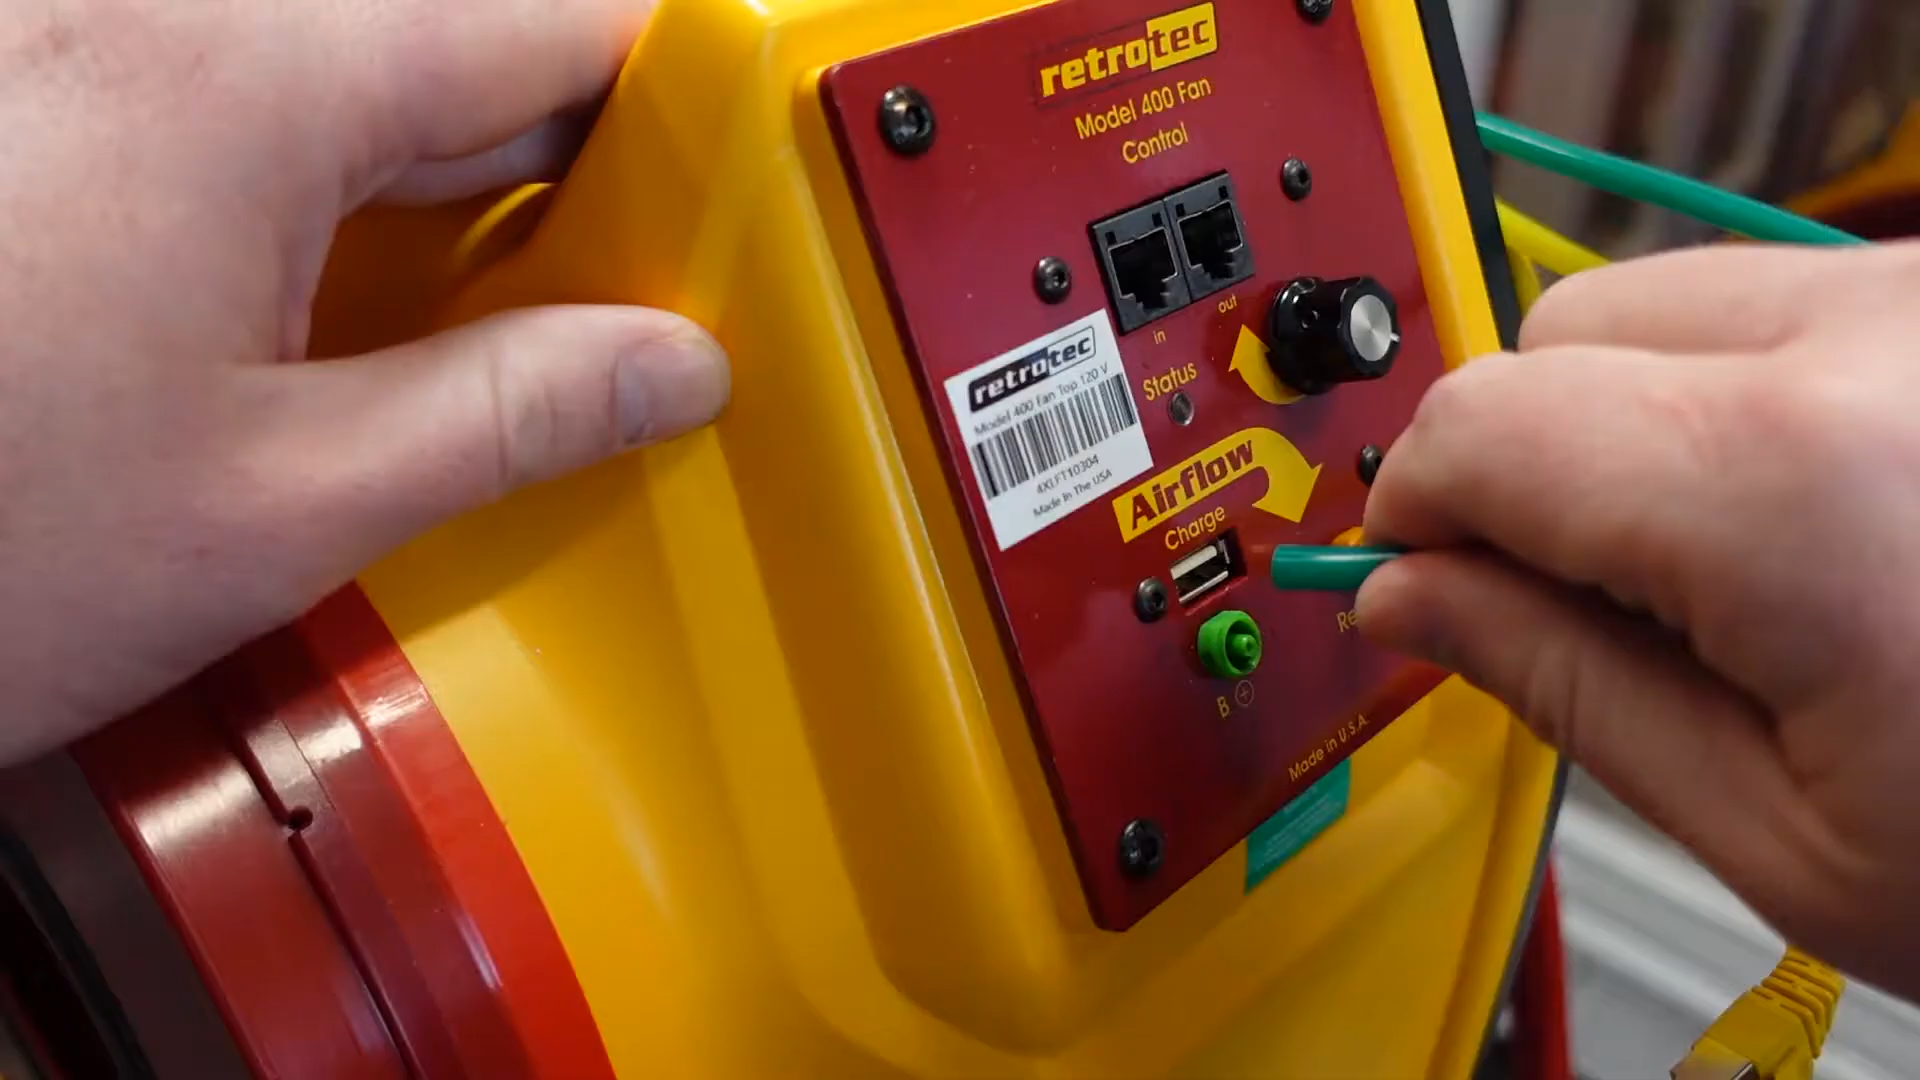 retrotec
Model 400 Fan
Control
in
out
Status
retrotec
Model 400 Fan Top 120 V
4XLFT10304
Made In The USA
Airflow
Charge
B
Made in U.S.A.